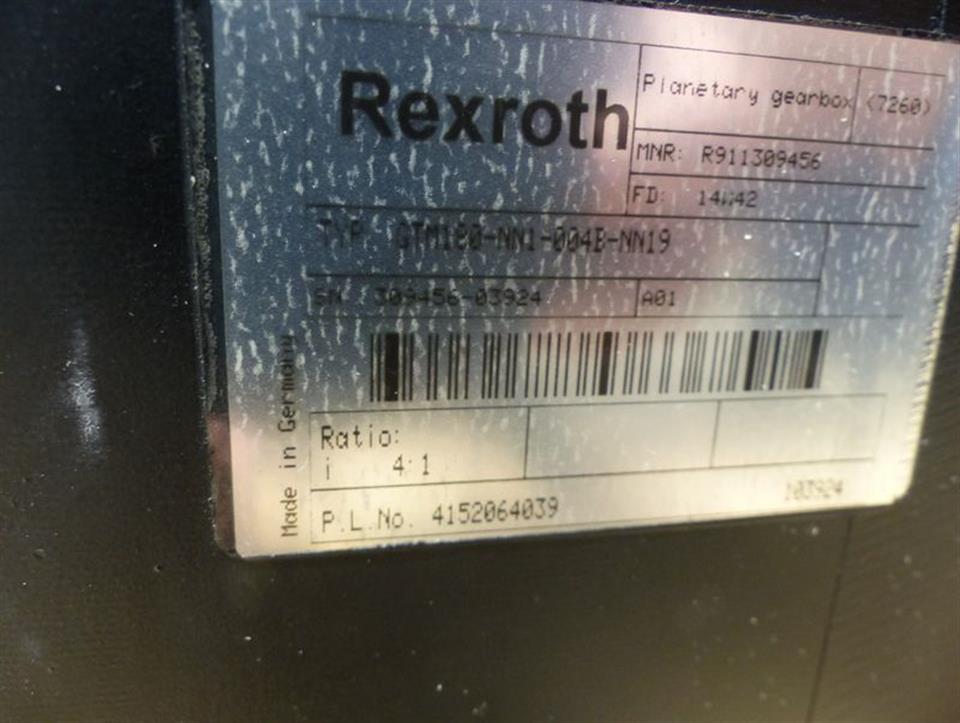 Rexroth
Planetary gearbox (7260)
MNR: R911309456
FD: 14W42
TYP: GTM180-NN1-004B-NN19
SN: 309456-03924 A01
Made in Germany
Ratio:
i 4:1
P.L.No. 4152064039
103924